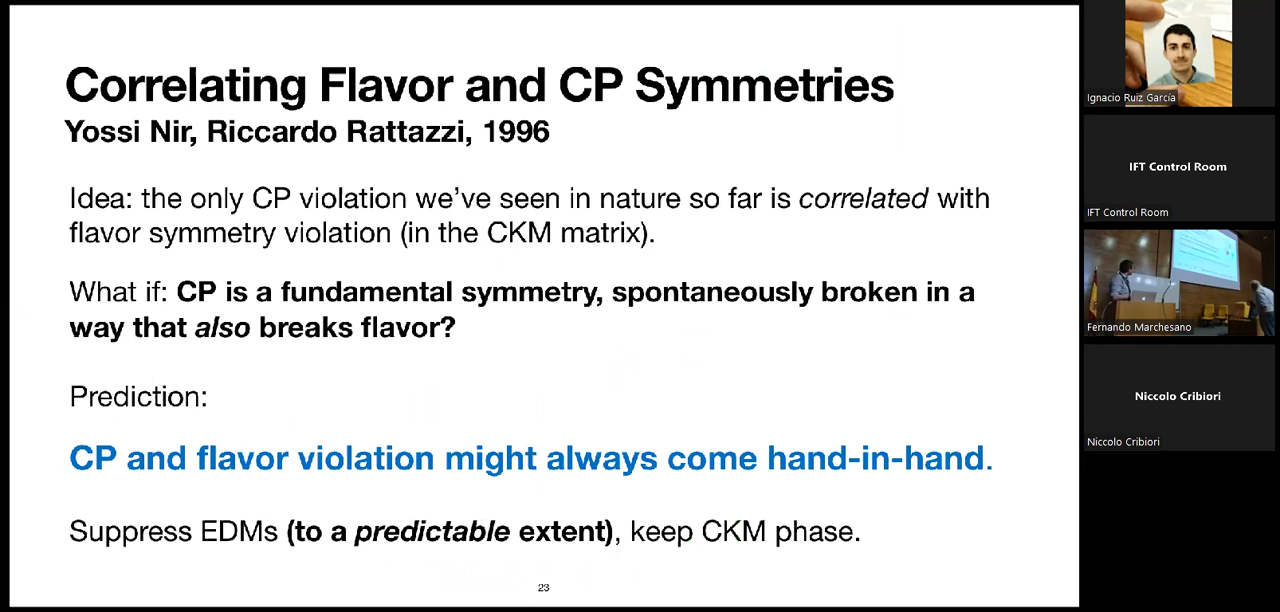 Correlating Flavor and CP Symmetries
Yossi Nir, Riccardo Rattazzi, 1996
Idea: the only CP violation we've seen in nature so far is correlated with
flavor symmetry violation (in the CKM matrix).
What if: CP is a fundamental symmetry, spontaneously broken in a
way that also breaks flavor?
Prediction:
CP and flavor violation might always come hand-in-hand.
Suppress EDMs (to a predictable extent), keep CKM phase.
23
Ignacio Ruiz García
IFT Control Room
IFT Control Room
Fernando Marchesano
Niccolo Cribiori
Niccolo Cribiori